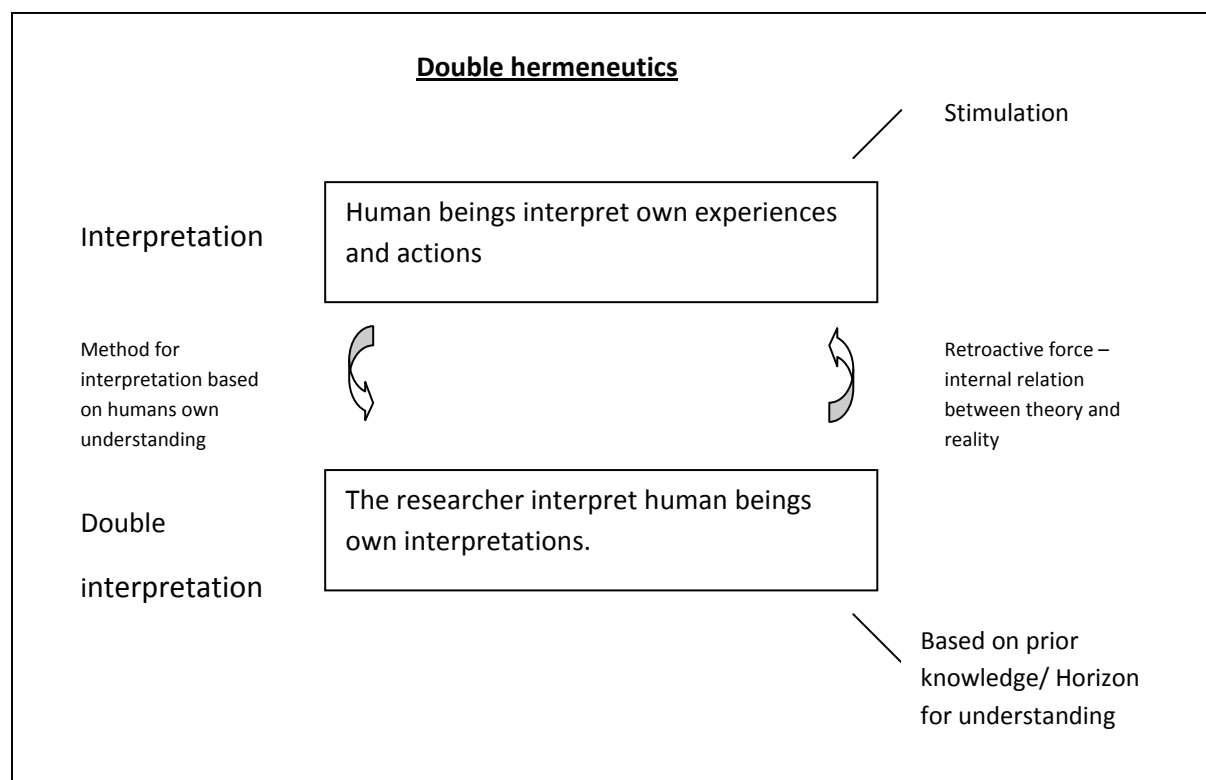 Double hermeneutics
Stimulation
Interpretation
Human beings interpret own experiences
and actions
Method for
interpretation based
on humans own
understanding
Retroactive force –
internal relation
between theory and
reality
Double
interpretation
The researcher interpret human beings
own interpretations.
Based on prior
knowledge/ Horizon
for understanding